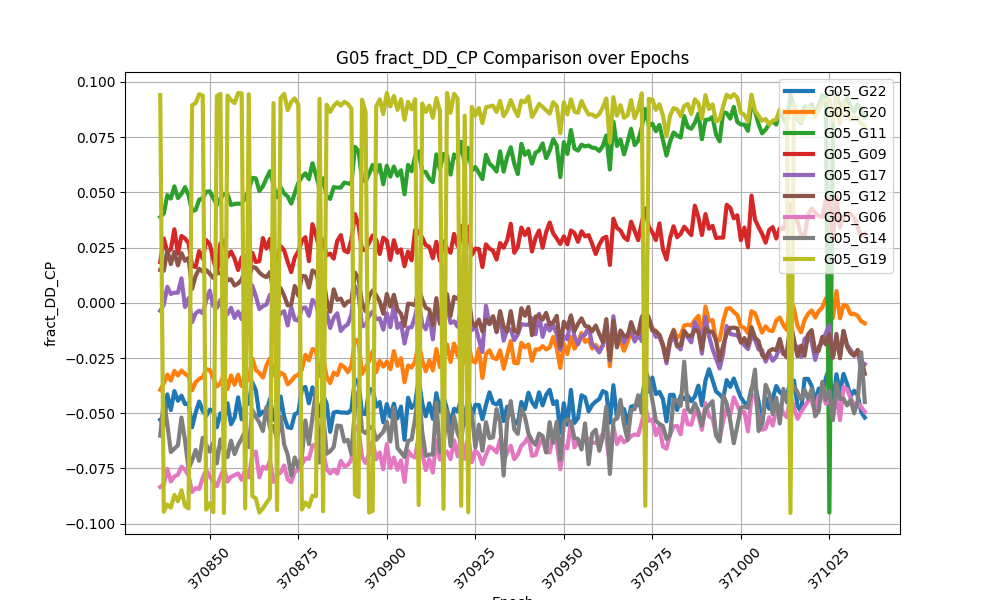 G05 fract_DD_CP Comparison over Epochs
fract_DD_CP
0.100
0.075
0.050
0.025
0.000
−0.025
−0.050
−0.075
−0.100
370850
370875
370900
370925
370950
370975
371000
371025
Epoch
G05_G22
G05_G20
G05_G11
G05_G09
G05_G17
G05_G12
G05_G06
G05_G14
G05_G19